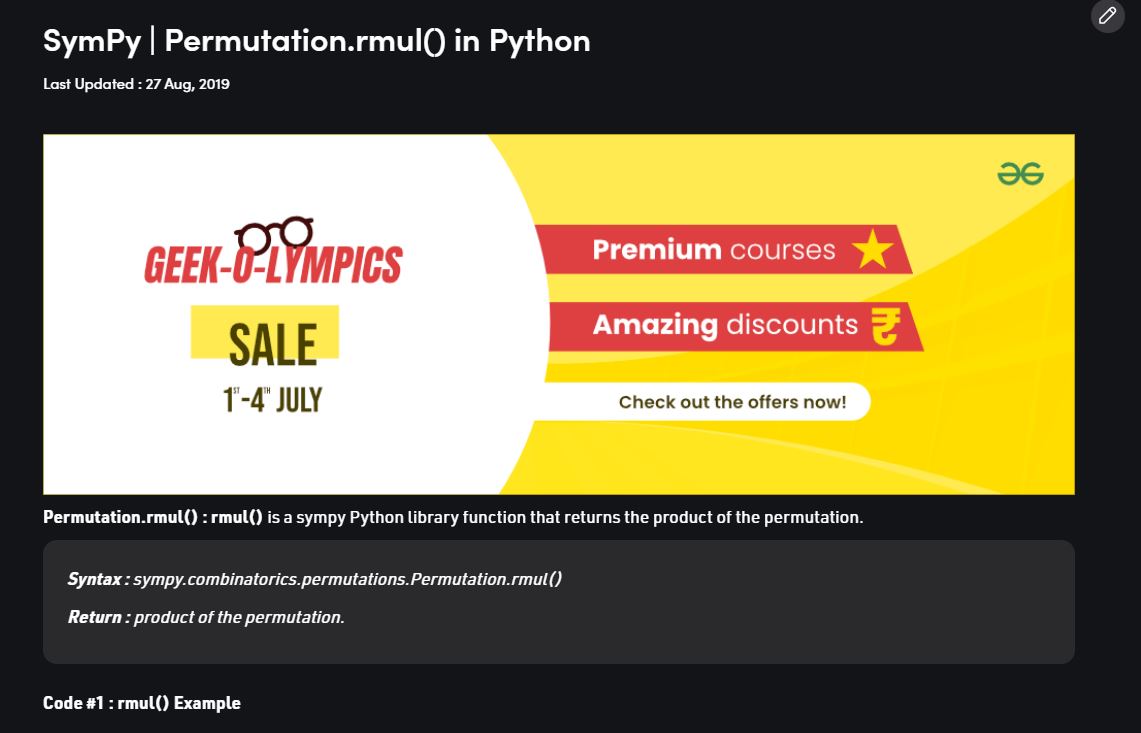 SymPy | Permutation.rmul() in Python
Last Updated : 27 Aug, 2019
GEEK-O-LYMPICS
SALE
1ST-4TH JULY
Premium courses
Amazing discounts ₹
Check out the offers now!
Permutation.rmul() : rmul() is a sympy Python library function that returns the product of the permutation.
Syntax : sympy.combinatorics.permutations.Permutation.rmul()
Return : product of the permutation.
Code #1 : rmul() Example